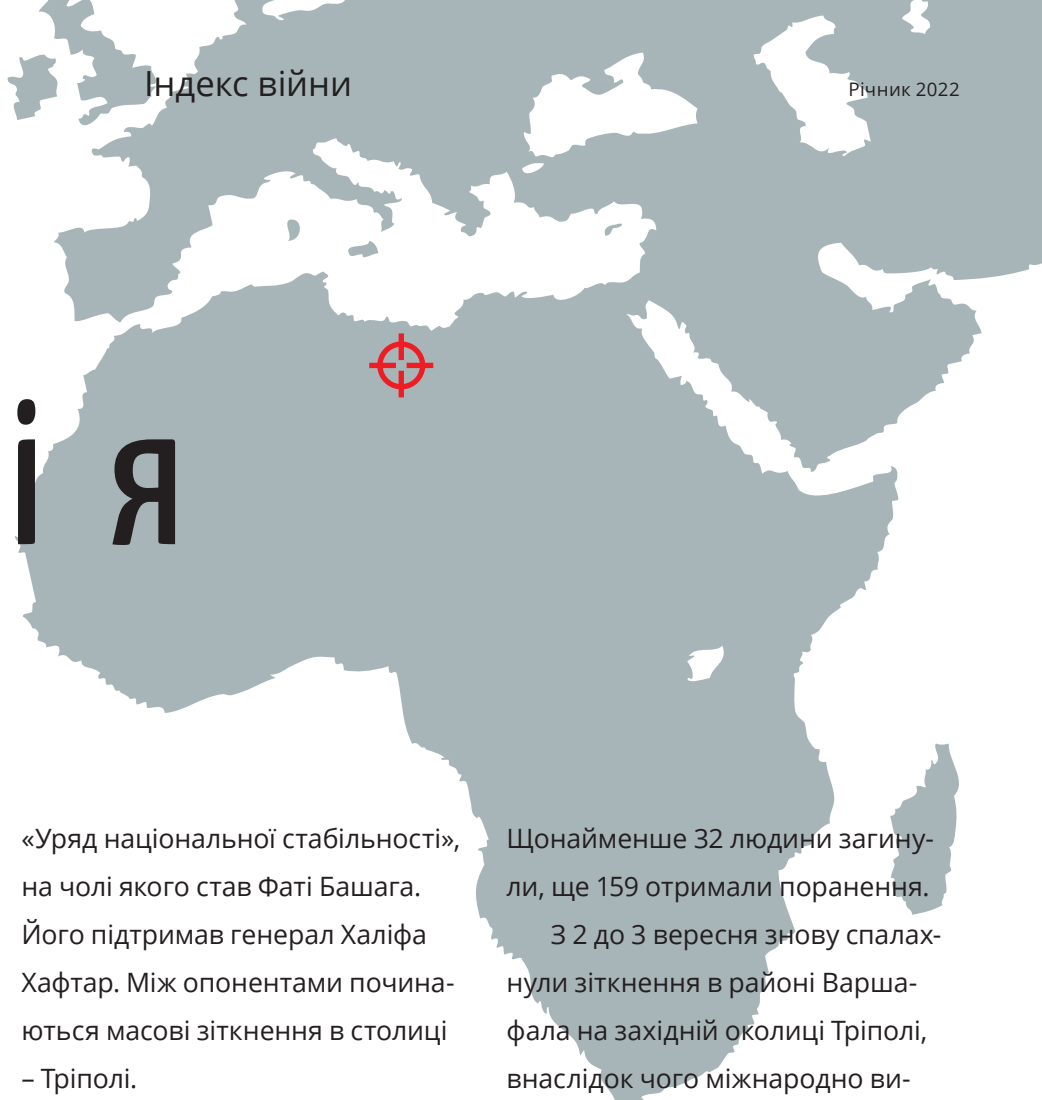 Індекс війни
Річник 2022
і я
«Уряд національної стабільності»,
на чолі якого став Фаті Башага.
Його підтримав генерал Халіфа
Хафтар. Між опонентами почина-
ються масові зіткнення в столиці
– Тріполі.
Щонайменше 32 людини загину-
ли, ще 159 отримали поранення.
З 2 до 3 вересня знову спалах-
нули зіткнення в районі Варша-
фала на західній околиці Тріполі,
внаслідок чого міжнародно ви-